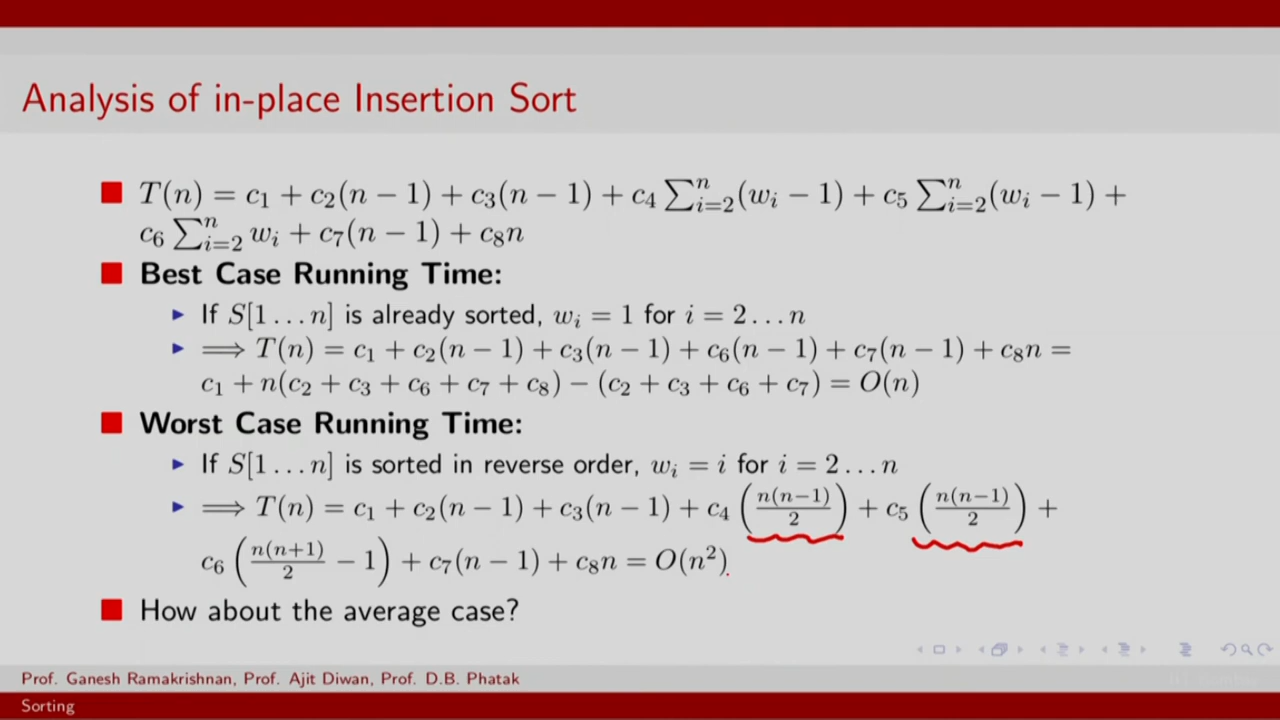 Analysis of in-place Insertion Sort
T(n) = c₁ + c₂(n − 1) + c₃(n − 1) + c₄ ∑ⁿᵢ₌₂(wᵢ − 1) + c₅ ∑ⁿᵢ₌₂(wᵢ − 1) +
c₆ ∑ⁿᵢ₌₂ wᵢ + c₇(n − 1) + c₈n
Best Case Running Time:
If S[1 . . . n] is already sorted, wᵢ = 1 for i = 2 . . . n
⟹ T(n) = c₁ + c₂(n − 1) + c₃(n − 1) + c₆(n − 1) + c₇(n − 1) + c₈n =
c₁ + n(c₂ + c₃ + c₆ + c₇ + c₈) − (c₂ + c₃ + c₆ + c₇) = O(n)
Worst Case Running Time:
If S[1 . . . n] is sorted in reverse order, wᵢ = i for i = 2 . . . n
⟹ T(n) = c₁ + c₂(n − 1) + c₃(n − 1) + c₄ (n(n−1)/2) + c₅ (n(n−1)/2) +
c₆ (n(n+1)/2 − 1) + c₇(n − 1) + c₈n = O(n²)
How about the average case?
Prof. Ganesh Ramakrishnan, Prof. Ajit Diwan, Prof. D.B. Phatak
Sorting